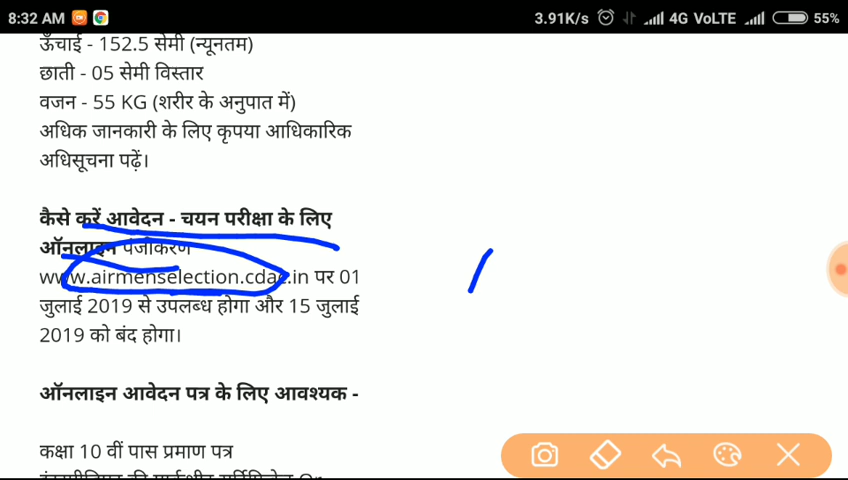 8:32 AM 3.91K/s 4G VoLTE 55%
ऊँचाई - 152.5 सेमी (न्यूनतम)
छाती - 05 सेमी विस्तार
वजन - 55 KG (शरीर के अनुपात में)
अधिक जानकारी के लिए कृपया आधिकारिक
अधिसूचना पढ़ें।
कैसे करें आवेदन - चयन परीक्षा के लिए
ऑनलाइन पंजीकरण
www.airmenselection.cdac.in पर 01
जुलाई 2019 से उपलब्ध होगा और 15 जुलाई
2019 को बंद होगा।
ऑनलाइन आवेदन पत्र के लिए आवश्यक -
कक्षा 10 वीं पास प्रमाण पत्र